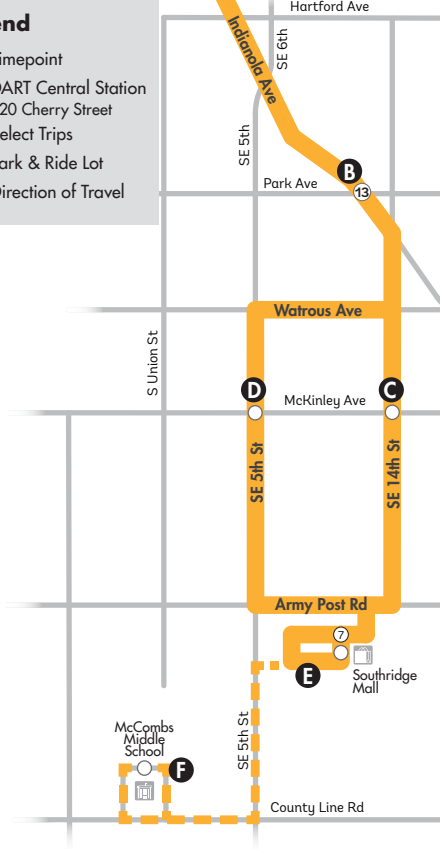 end
imepoint
DART Central Station
20 Cherry Street
elect Trips
ark & Ride Lot
irection of Travel
Hartford Ave
Indianola Ave
SE 6th
SE 5th
B
13
Park Ave
Watrous Ave
S Union St
D
C
McKinley Ave
SE 5th St
SE 14th St
Army Post Rd
7
E
Southridge
Mall
SE 5th St
McCombs
Middle
School
F
County Line Rd